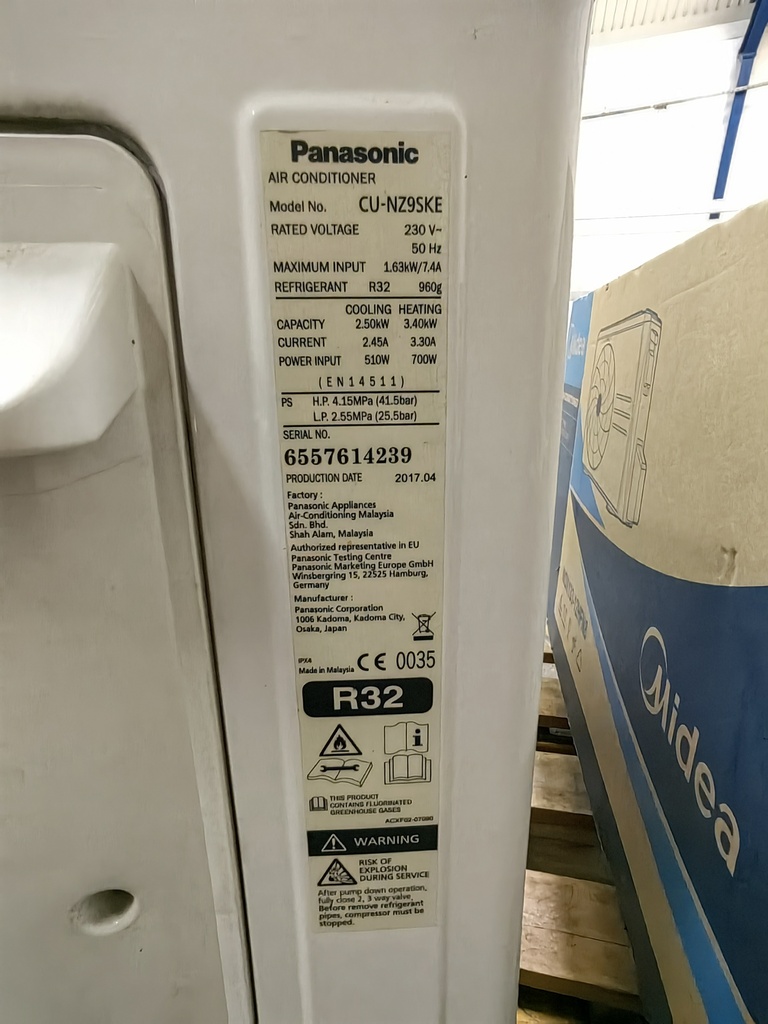 Panasonic
AIR CONDITIONER
Model No. CU-NZ9SKE
RATED VOLTAGE 230 V~
50 Hz
MAXIMUM INPUT 1.63kW/7.4A
REFRIGERANT R32 960g
COOLING HEATING
CAPACITY 2.50kW 3.40kW
CURRENT 2.45A 3.30A
POWER INPUT 510W 700W
(EN14511)
PS H.P. 4.15MPa (41.5bar)
L.P. 2.55MPa (25.5bar)
SERIAL NO.
6557614239
PRODUCTION DATE 2017.04
Factory :
Panasonic Appliances
Air-Conditioning Malaysia
Sdn. Bhd.
Shah Alam, Malaysia
Authorized representative in EU
Panasonic Testing Centre
Panasonic Marketing Europe GmbH
Winsbergring 15, 22525 Hamburg,
Germany
Manufacturer :
Panasonic Corporation
1006 Kadoma, Kadoma City,
Osaka, Japan
IPX4
Made in Malaysia CE 0035
R32
i
THIS PRODUCT
CONTAINS FLUORINATED
GREENHOUSE GASES
WARNING
RISK OF
EXPLOSION
DURING SERVICE
After pump down operation,
fully close 2, 3 way valve.
Before remove refrigerant
pipes, compressor must be
stopped.
Midea
Midea